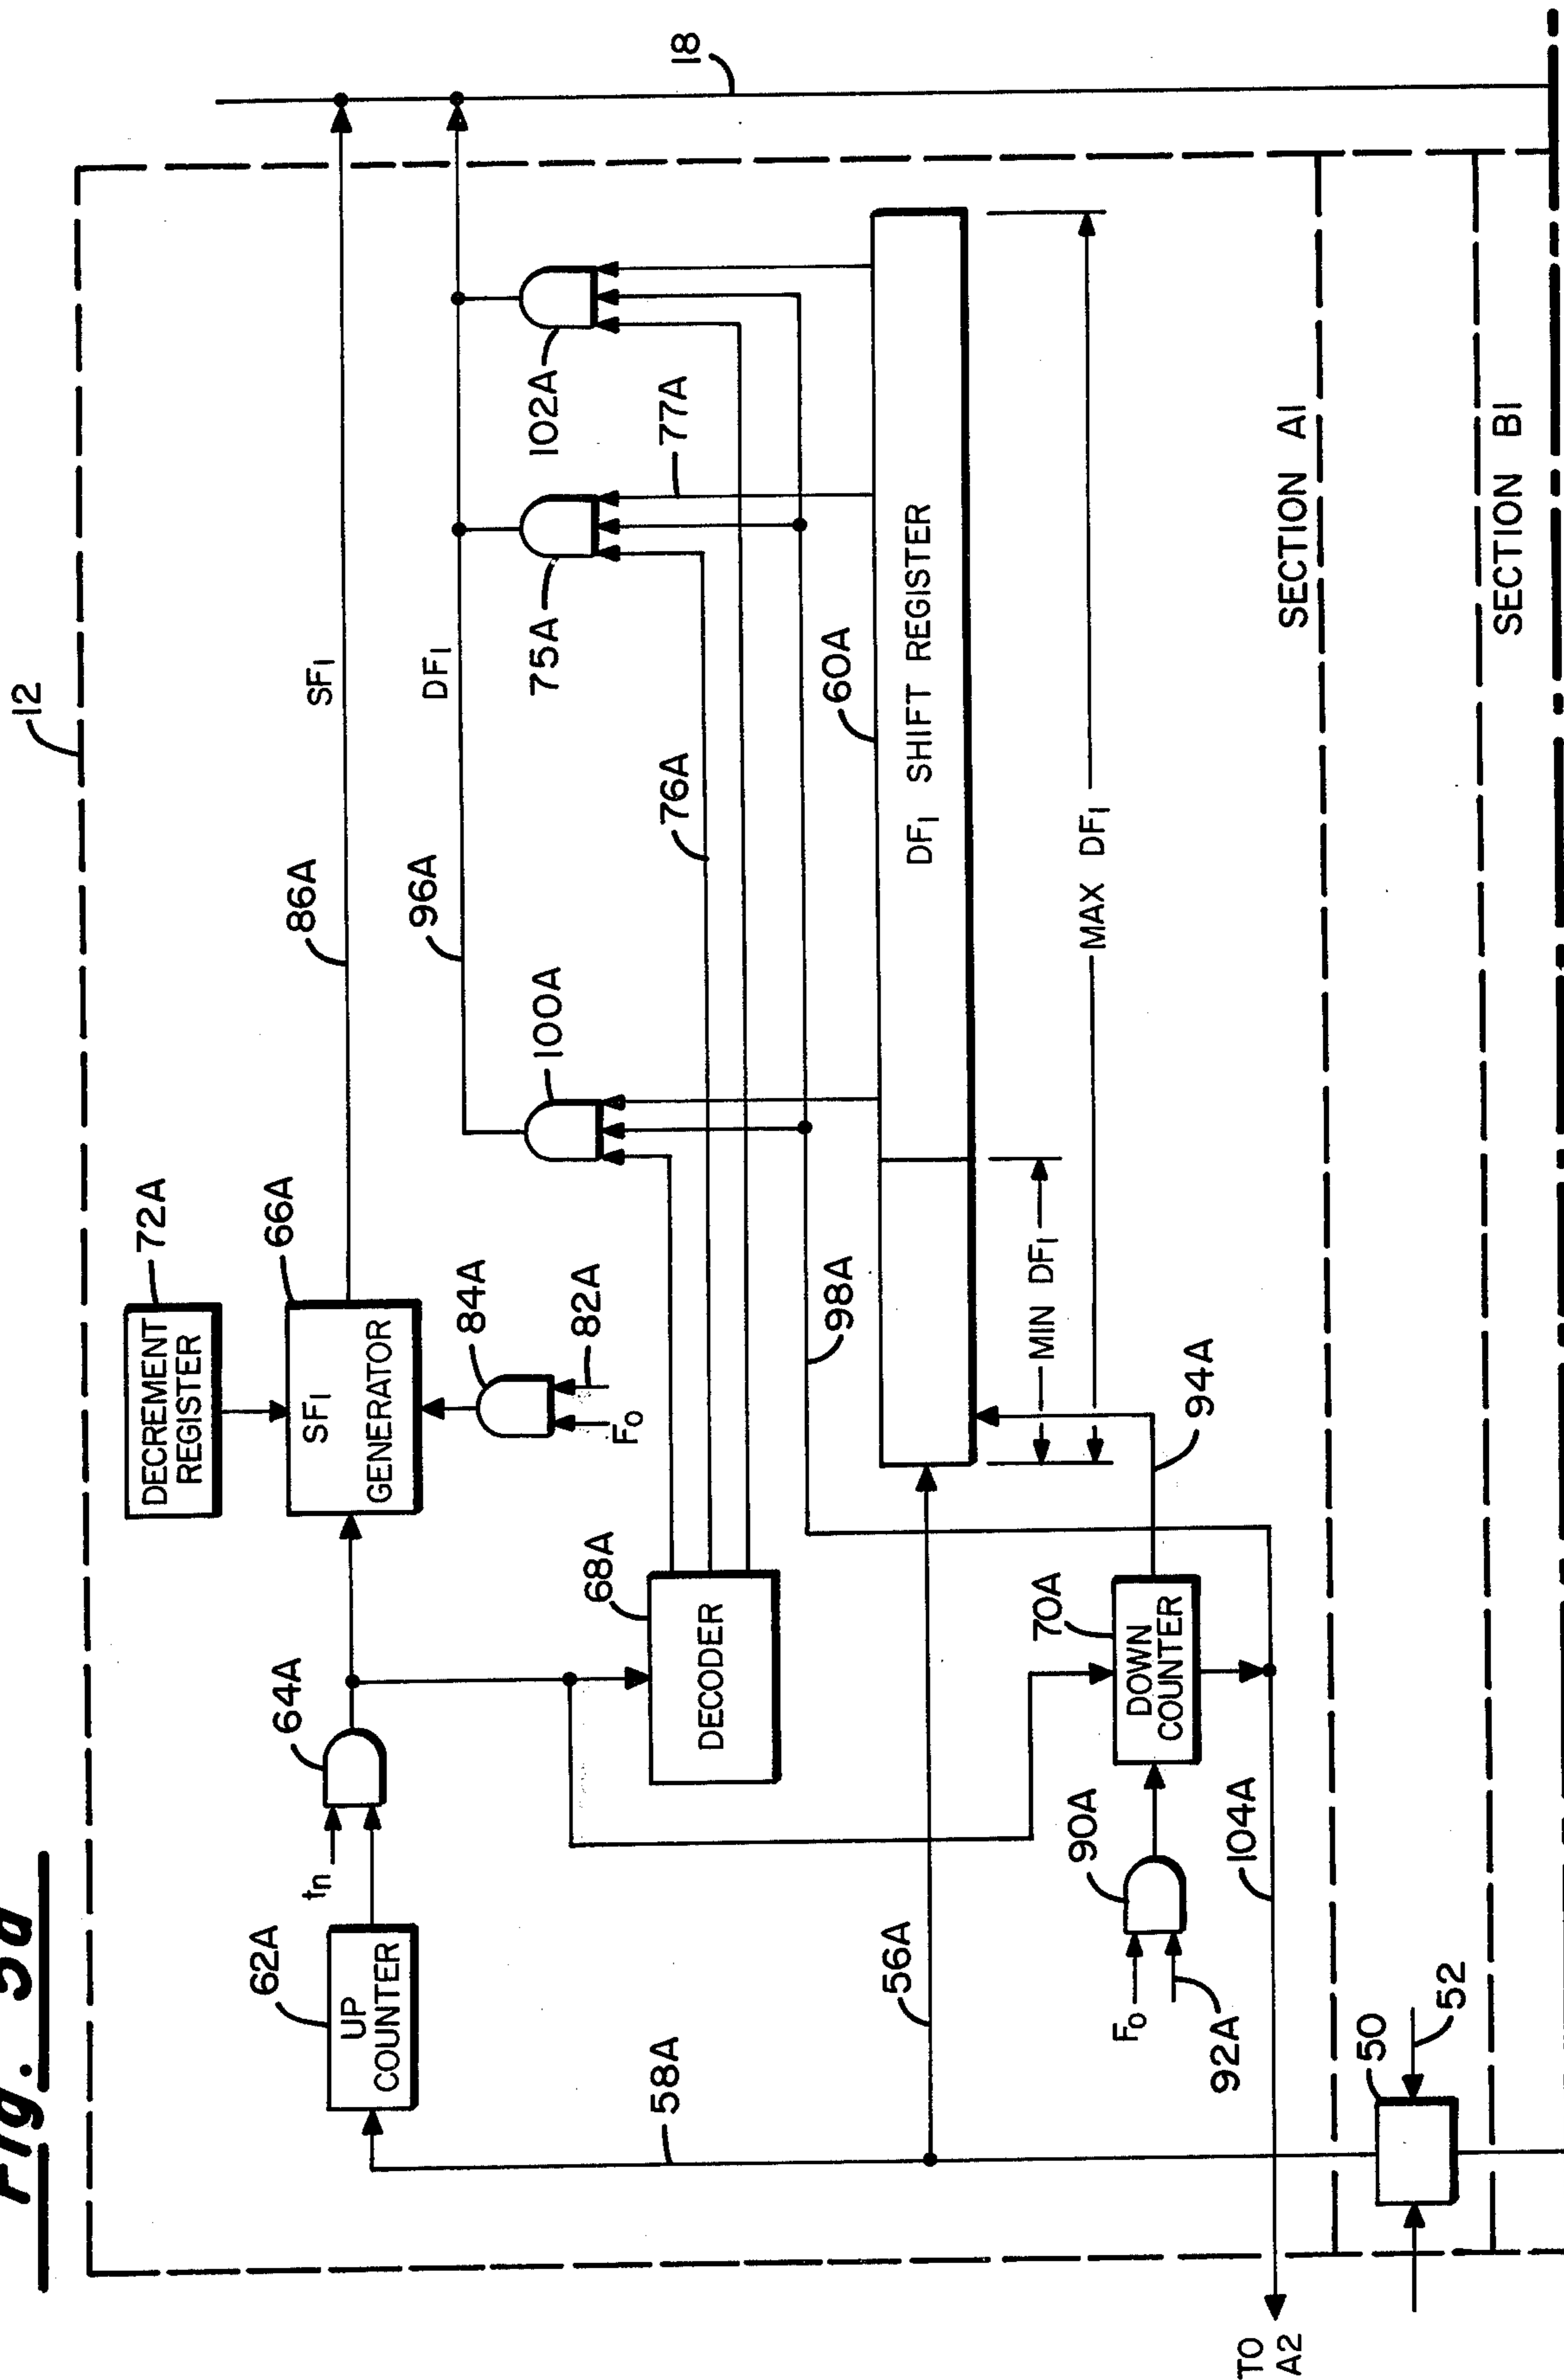 Fig. 5a
12
18
72A
DECREMENT
REGISTER
66A
SF1
GENERATOR
86A
SF1
84A
82A
F0
64A
tn
62A
UP
COUNTER
96A
DF1
100A
75A
102A
68A
DECODER
76A
77A
98A
60A
DF1 SHIFT REGISTER
MIN DF1
MAX DF1
94A
70A
DOWN
COUNTER
90A
F0
92A
56A
58A
104A
TO
A2
SECTION A1
50
52
SECTION B1